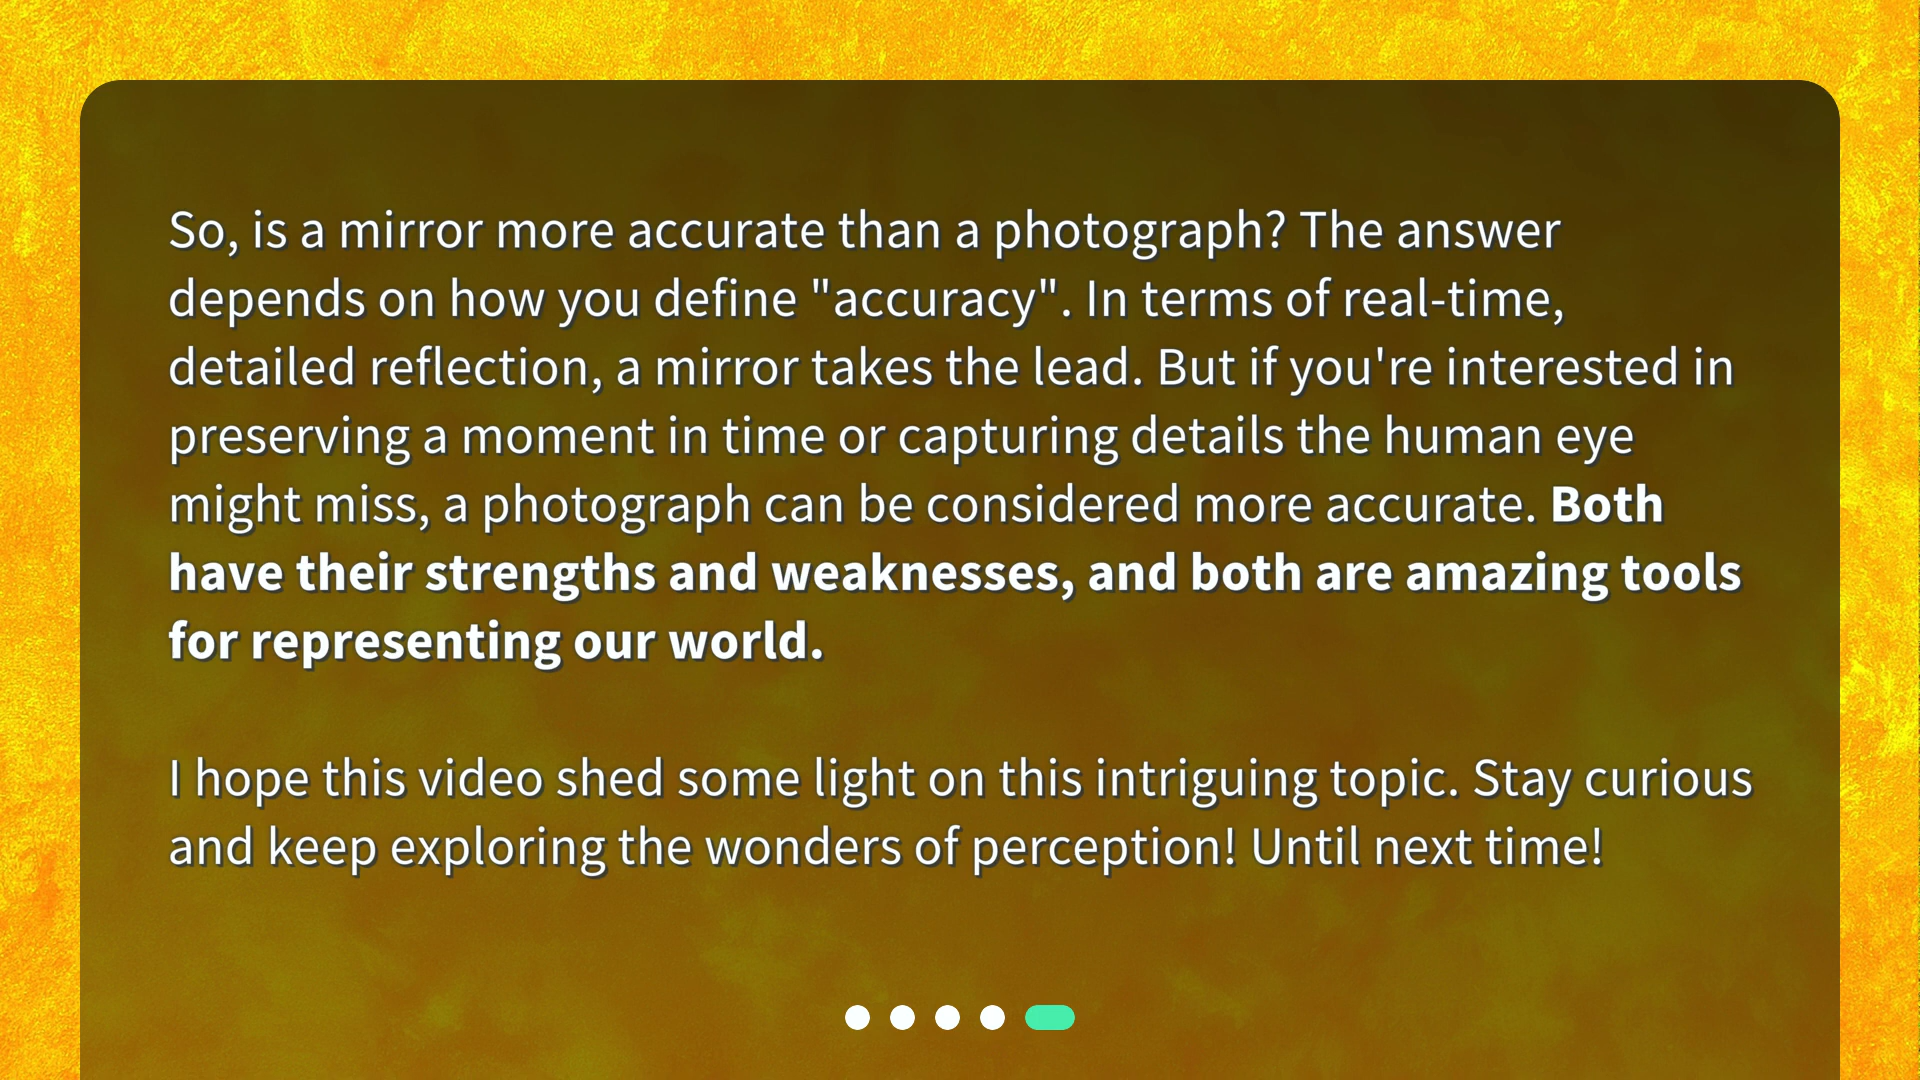 So, is a mirror more accurate than a photograph? The answer
depends on how you define "accuracy". In terms of real-time,
detailed reflection, a mirror takes the lead. But if you're interested in
preserving a moment in time or capturing details the human eye
might miss, a photograph can be considered more accurate. Both
have their strengths and weaknesses, and both are amazing tools
for representing our world.
I hope this video shed some light on this intriguing topic. Stay curious
and keep exploring the wonders of perception! Until next time!